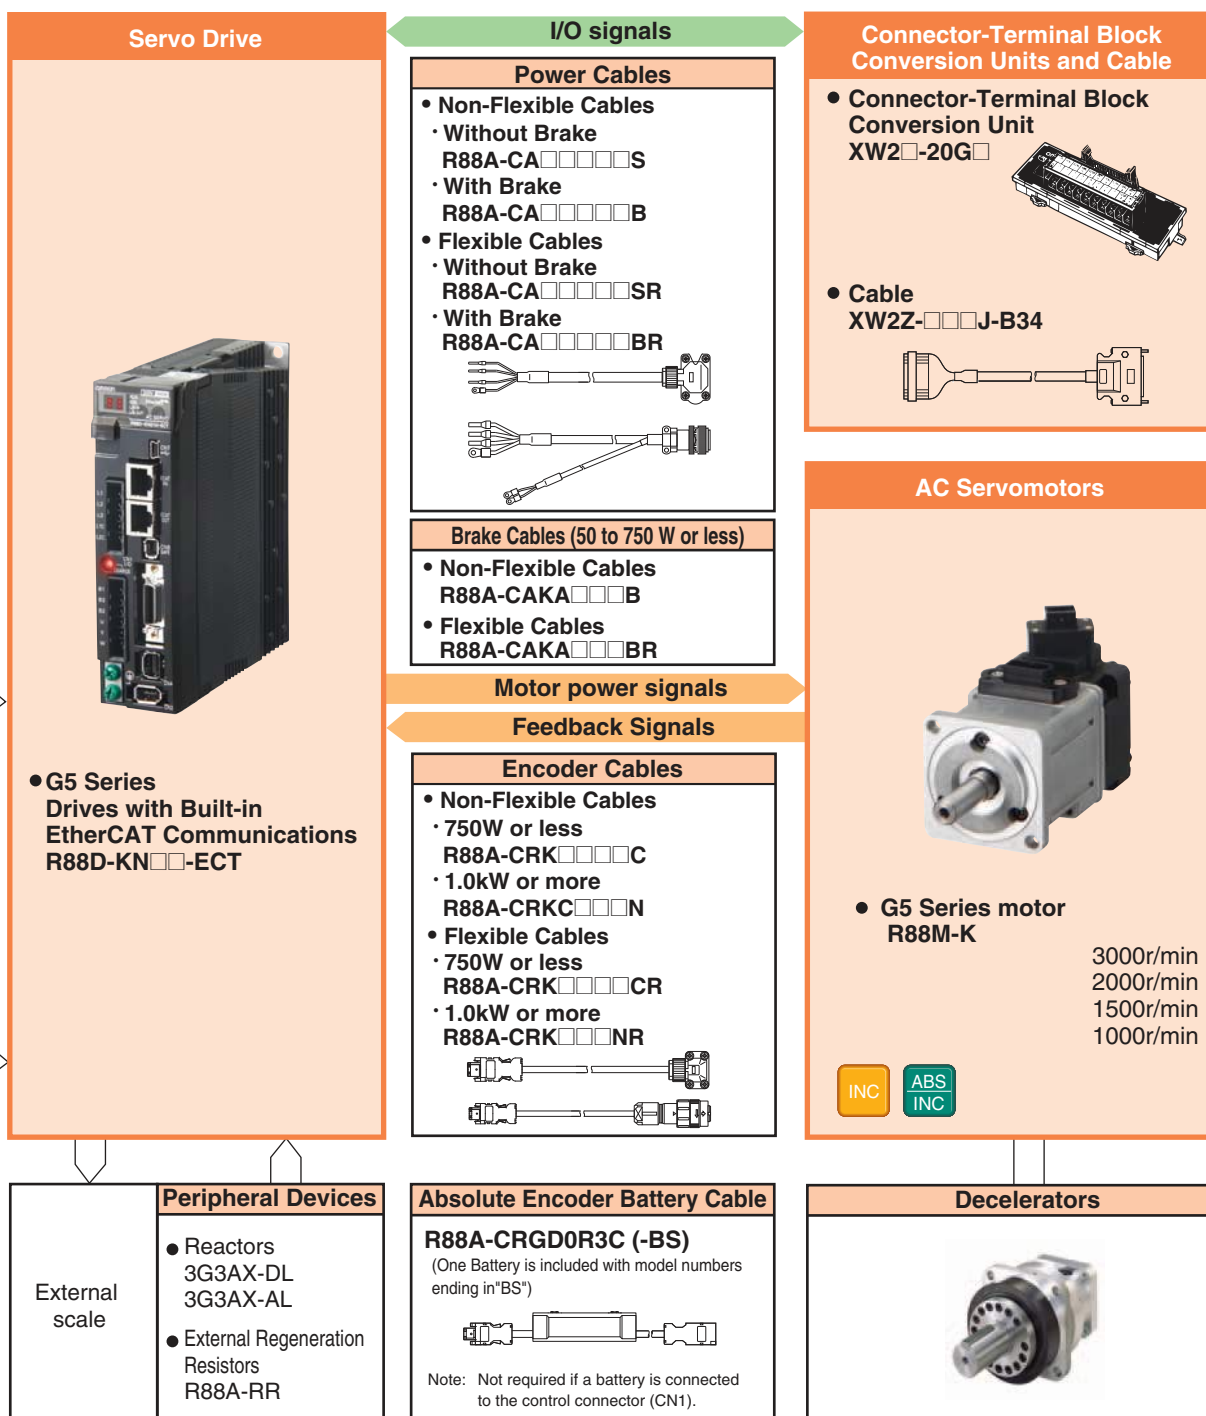 Servo Drive
• G5 Series
Drives with Built-in
EtherCAT Communications
R88D-KN□□-ECT
I/O signals
Power Cables
• Non-Flexible Cables
· Without Brake
R88A-CA□□□□□S
· With Brake
R88A-CA□□□□□B
• Flexible Cables
· Without Brake
R88A-CA□□□□□SR
· With Brake
R88A-CA□□□□□BR
Brake Cables (50 to 750 W or less)
• Non-Flexible Cables
R88A-CAKA□□□B
• Flexible Cables
R88A-CAKA□□□BR
Motor power signals
Feedback Signals
Encoder Cables
• Non-Flexible Cables
· 750W or less
R88A-CRK□□□□C
· 1.0kW or more
R88A-CRKC□□□N
• Flexible Cables
· 750W or less
R88A-CRK□□□□CR
· 1.0kW or more
R88A-CRK□□□NR
Connector-Terminal Block
Conversion Units and Cable
• Connector-Terminal Block
Conversion Unit
XW2□-20G□
• Cable
XW2Z-□□□J-B34
AC Servomotors
• G5 Series motor
R88M-K
3000r/min
2000r/min
1500r/min
1000r/min
INC
ABS
INC
External
scale
Peripheral Devices
• Reactors
3G3AX-DL
3G3AX-AL
• External Regeneration
Resistors
R88A-RR
Absolute Encoder Battery Cable
R88A-CRGD0R3C (-BS)
(One Battery is included with model numbers
ending in"BS")
Note: Not required if a battery is connected
to the control connector (CN1).
Decelerators